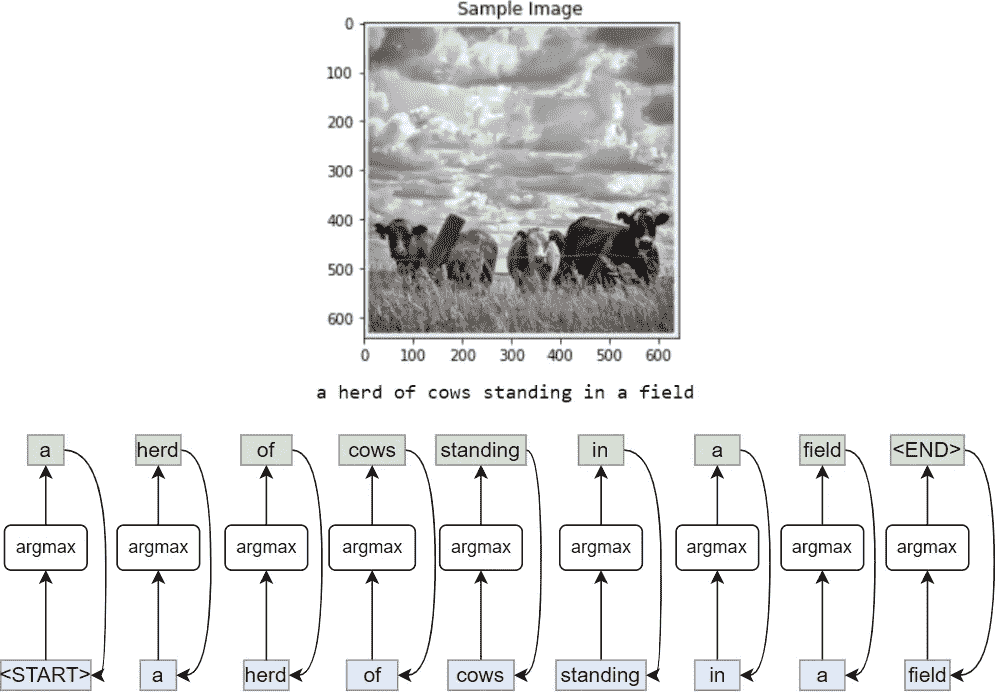 Sample Image
0
100
200
300
400
500
600
0 100 200 300 400 500 600
a herd of cows standing in a field
a herd of cows standing in a field <END>
argmax argmax argmax argmax argmax argmax argmax argmax argmax
<START> a herd of cows standing in a field